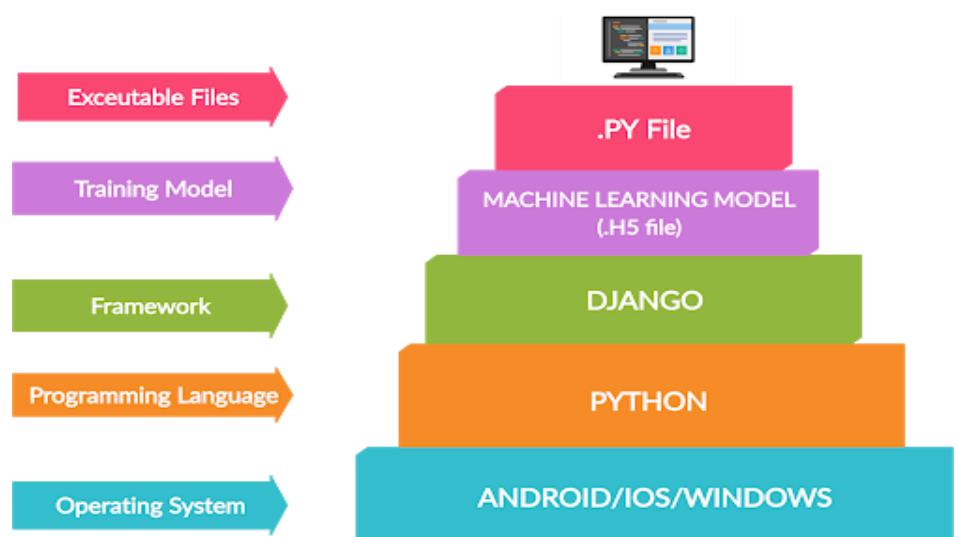 Exceutable Files
.PY File
Training Model
MACHINE LEARNING MODEL
(.H5 file)
Framework
DJANGO
Programming Language
PYTHON
Operating System
ANDROID/IOS/WINDOWS